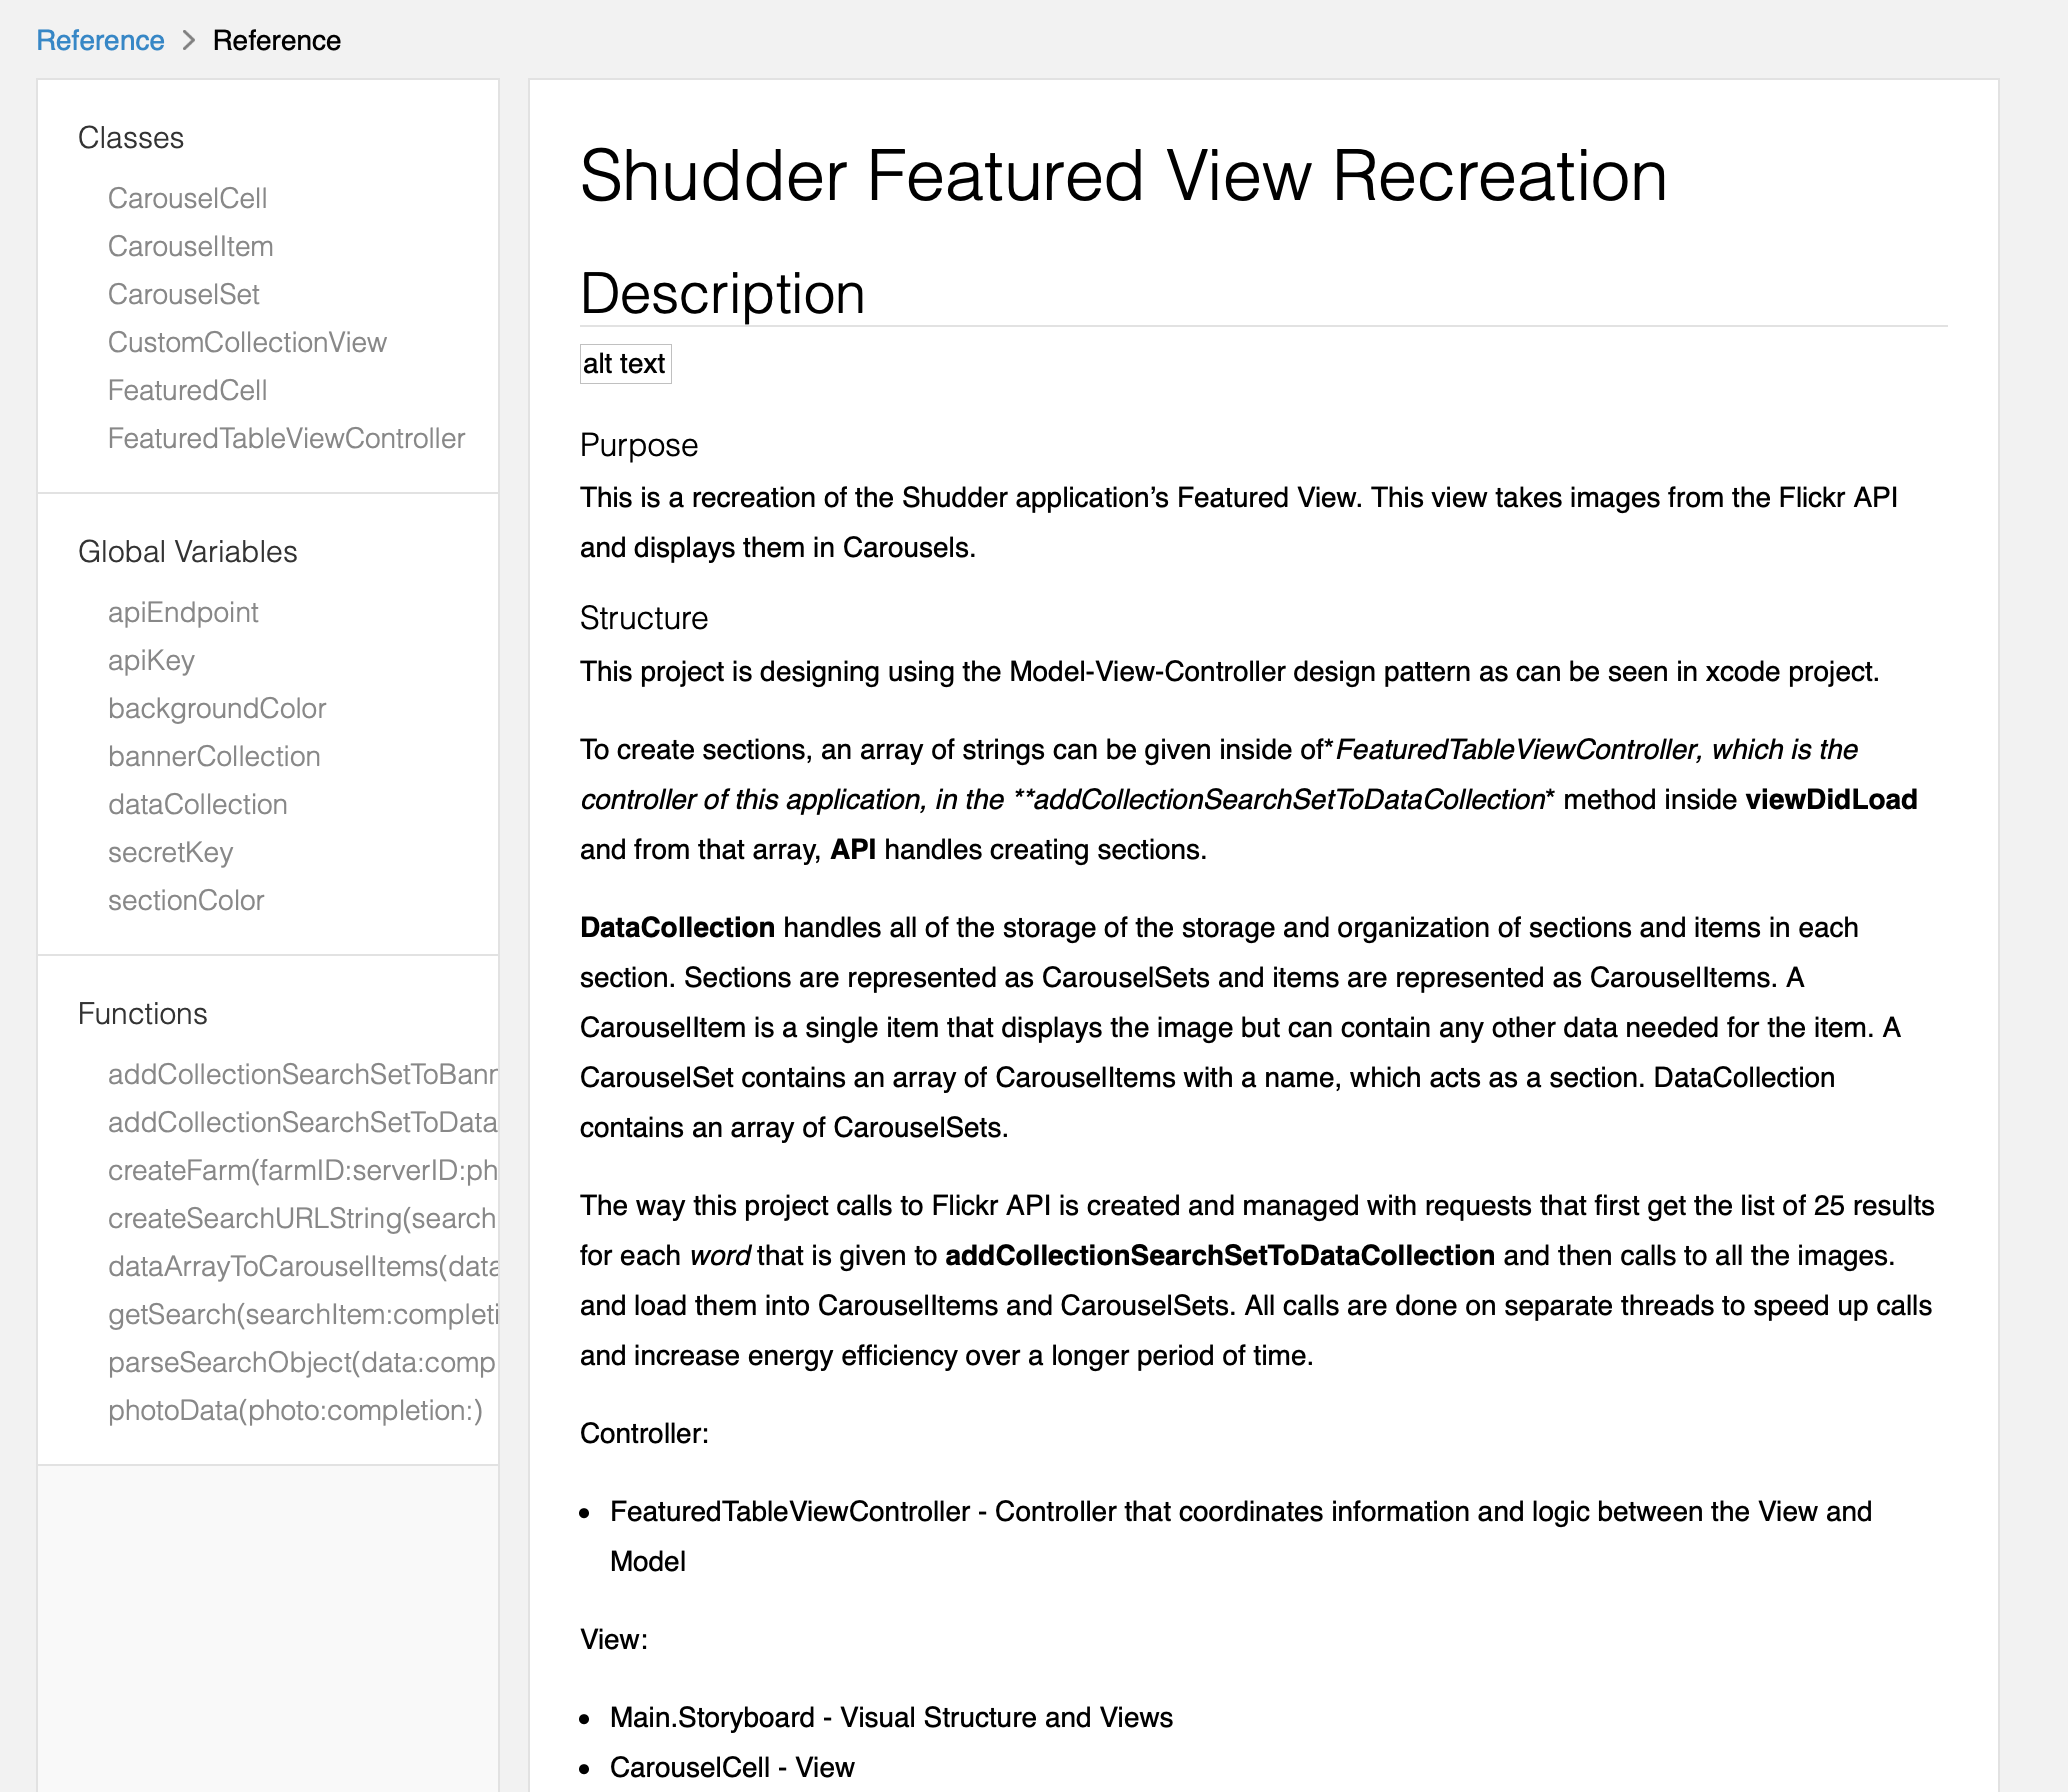 Reference > Reference
Classes
CarouselCell
CarouselItem
CarouselSet
CustomCollectionView
FeaturedCell
FeaturedTableViewController
Global Variables
apiEndpoint
apiKey
backgroundColor
bannerCollection
dataCollection
secretKey
sectionColor
Functions
addCollectionSearchSetToBann
addCollectionSearchSetToData
createFarm(farmID:serverID:ph
createSearchURLString(search
dataArrayToCarouselItems(data
getSearch(searchItem:completi
parseSearchObject(data:comp
photoData(photo:completion:)
Shudder Featured View Recreation
Description
alt text
Purpose
This is a recreation of the Shudder application’s Featured View. This view takes images from the Flickr API
and displays them in Carousels.
Structure
This project is designing using the Model-View-Controller design pattern as can be seen in xcode project.
To create sections, an array of strings can be given inside of*FeaturedTableViewController, which is the
controller of this application, in the **addCollectionSearchSetToDataCollection* method inside viewDidLoad
and from that array, API handles creating sections.
DataCollection handles all of the storage of the storage and organization of sections and items in each
section. Sections are represented as CarouselSets and items are represented as CarouselItems. A
CarouselItem is a single item that displays the image but can contain any other data needed for the item. A
CarouselSet contains an array of CarouselItems with a name, which acts as a section. DataCollection
contains an array of CarouselSets.
The way this project calls to Flickr API is created and managed with requests that first get the list of 25 results
for each word that is given to addCollectionSearchSetToDataCollection and then calls to all the images.
and load them into CarouselItems and CarouselSets. All calls are done on separate threads to speed up calls
and increase energy efficiency over a longer period of time.
Controller:
• FeaturedTableViewController - Controller that coordinates information and logic between the View and
Model
View:
• Main.Storyboard - Visual Structure and Views
• CarouselCell - View